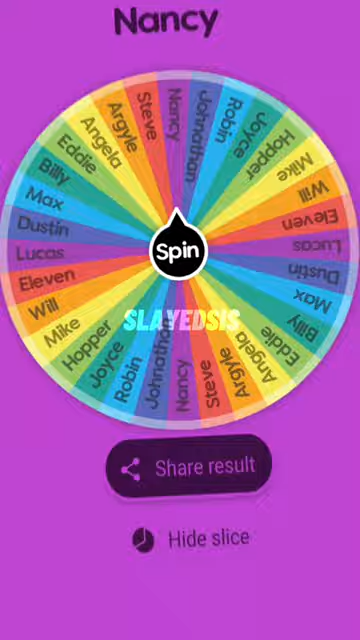 Nancy
Nancy
Johnathan
Robin
Joyce
Hopper
Mike
Will
Eleven
Lucas
Dustin
Max
Billy
Eddie
Angela
Argyle
Steve
Nancy
Johnathan
Robin
Joyce
Hopper
Mike
Will
Eleven
Lucas
Dustin
Max
Billy
Eddie
Angela
Argyle
Steve
Spin
SLAYEDSIS
Share result
Hide slice